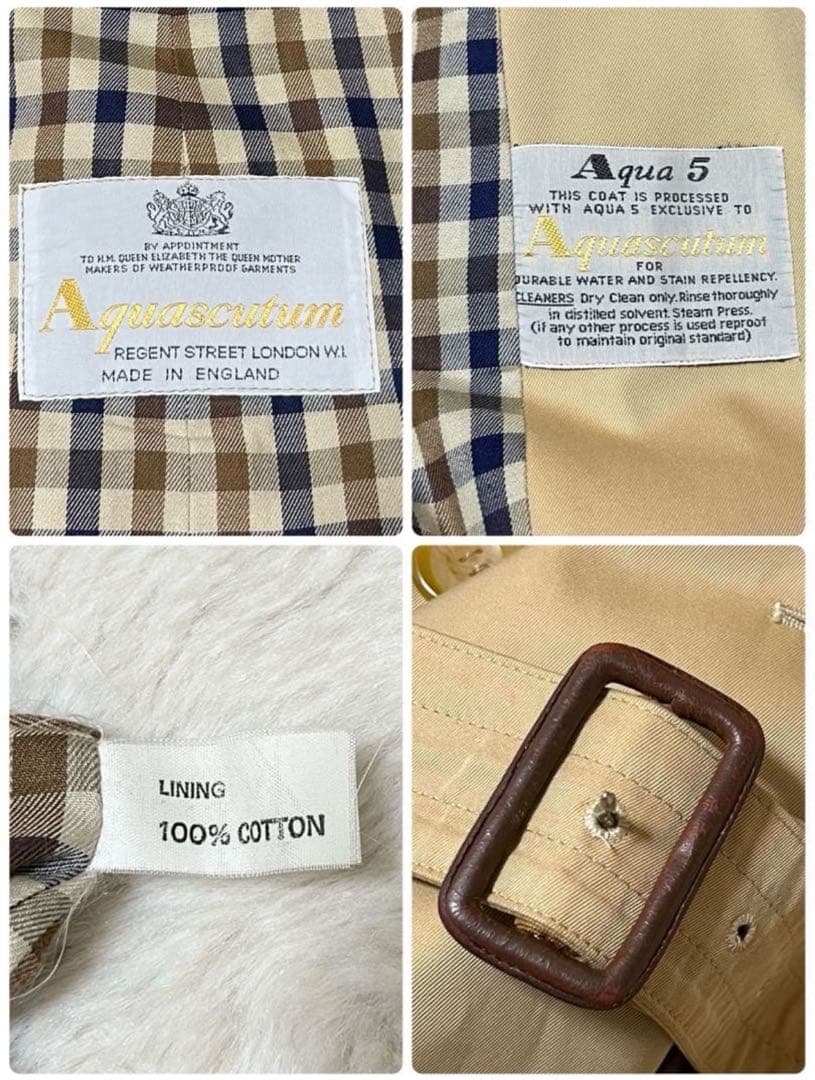 BY APPOINTMENT
TO H.M. QUEEN ELIZABETH THE QUEEN MOTHER
MAKERS OF WEATHERPROOF GARMENTS
Aquascutum
REGENT STREET LONDON W.1.
MADE IN ENGLAND
Aqua 5
THIS COAT IS PROCESSED
WITH AQUA 5 EXCLUSIVE TO
Aquascutum
FOR
DURABLE WATER AND STAIN REPELLENCY.
CLEANERS Dry Clean only. Rinse thoroughly
in distilled solvent. Steam Press.
(if any other process is used reproof
to maintain original standard)
LINING
100% COTTON